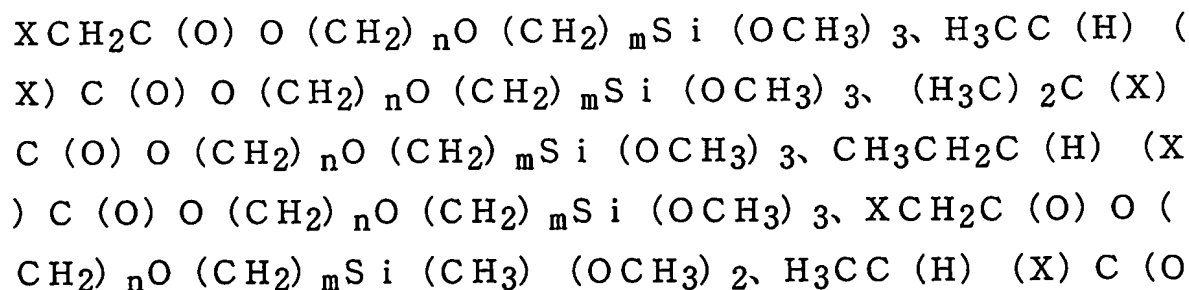 XCH2C (O) O (CH2) nO (CH2) mSi (OCH3) 3、H3CC (H) (
X) C (O) O (CH2) nO (CH2) mSi (OCH3) 3、 (H3C) 2C (X)
C (O) O (CH2) nO (CH2) mSi (OCH3) 3、CH3CH2C (H) (X
) C (O) O (CH2) nO (CH2) mSi (OCH3) 3、XCH2C (O) O (
CH2) nO (CH2) mSi (CH3) (OCH3) 2、H3CC (H) (X) C (O